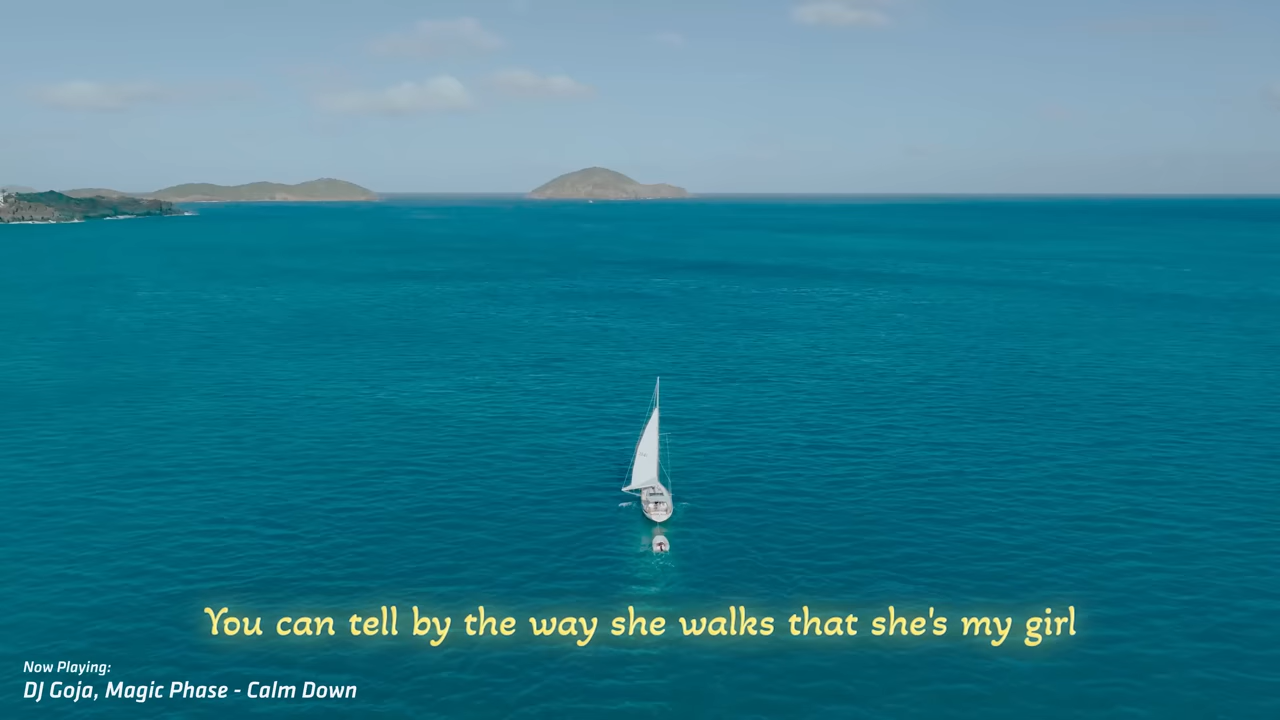 You can tell by the way she walks that she's my girl
Now Playing:
DJ Goja, Magic Phase - Calm Down